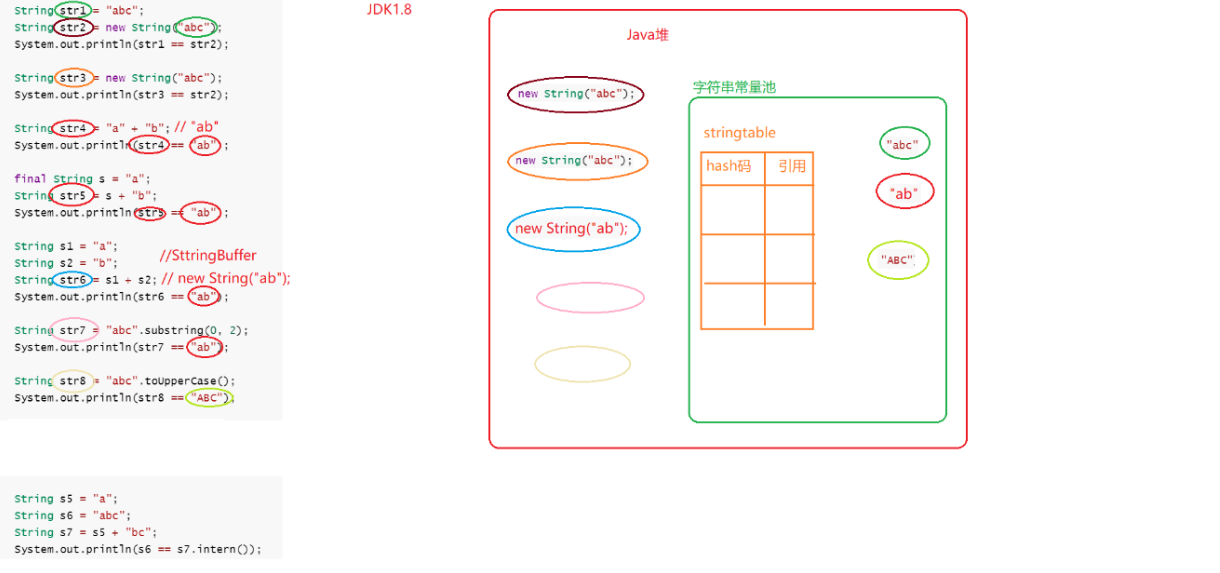 String str1 = "abc";
String str2 = new String("abc");
System.out.println(str1 == str2);
String str3 = new String("abc");
System.out.println(str3 == str2);
String str4 = "a" + "b"; // "ab"
System.out.println(str4 == "ab");
final String s = "a";
String str5 = s + "b";
System.out.println(str5 == "ab");
String s1 = "a";
String s2 = "b"; //SttringBuffer
String str6 = s1 + s2; // new String("ab");
System.out.println(str6 == "ab");
String str7 = "abc".substring(0, 2);
System.out.println(str7 == "ab");
String str8 = "abc".toUpperCase();
System.out.println(str8 == "ABC");
String s5 = "a";
String s6 = "abc";
String s7 = s5 + "bc";
System.out.println(s6 == s7.intern());
JDK1.8
Java堆
new String("abc");
new String("abc");
new String("ab");
字符串常量池
stringtable
hash码 引用
"abc"
"ab"
"ABC"